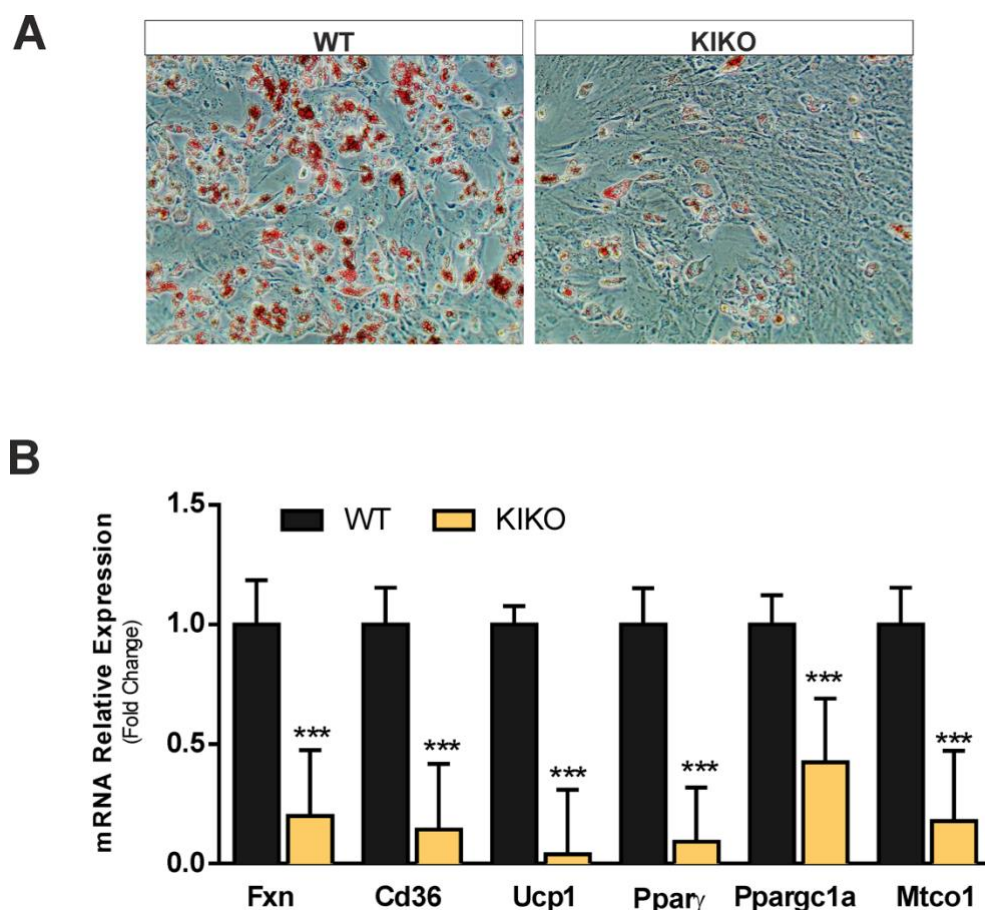 A
WT KIKO
B
mRNA Relative Expression
(Fold Change)
1.5
1.0
0.5
0.0
WT KIKO
*** *** *** *** *** ***
Fxn Cd36 Ucp1 Pparγ Ppargc1a Mtco1